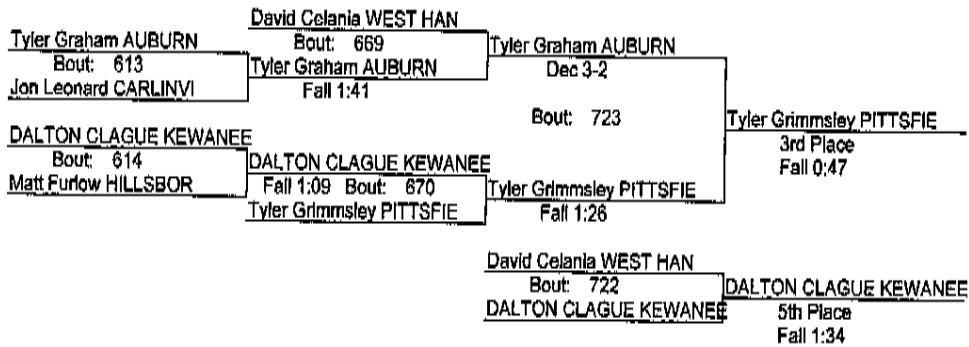 David Celania WEST HAN
Tyler Graham AUBURN
Bout: 669
Tyler Graham AUBURN
Bout: 613
Tyler Graham AUBURN
Dec 3-2
Jon Leonard CARLINVI
Fall 1:41
Bout: 723
Tyler Grimmsley PITTSFIE
3rd Place
Fall 0:47
DALTON CLAGUE KEWANEE
Bout: 614
DALTON CLAGUE KEWANEE
Matt Furlow HILLSBOR
Fall 1:09 Bout: 670
Tyler Grimmsley PITTSFIE
Tyler Grimmsley PITTSFIE
Fall 1:26
David Celania WEST HAN
Bout: 722
DALTON CLAGUE KEWANEE
DALTON CLAGUE KEWANEE
5th Place
Fall 1:34